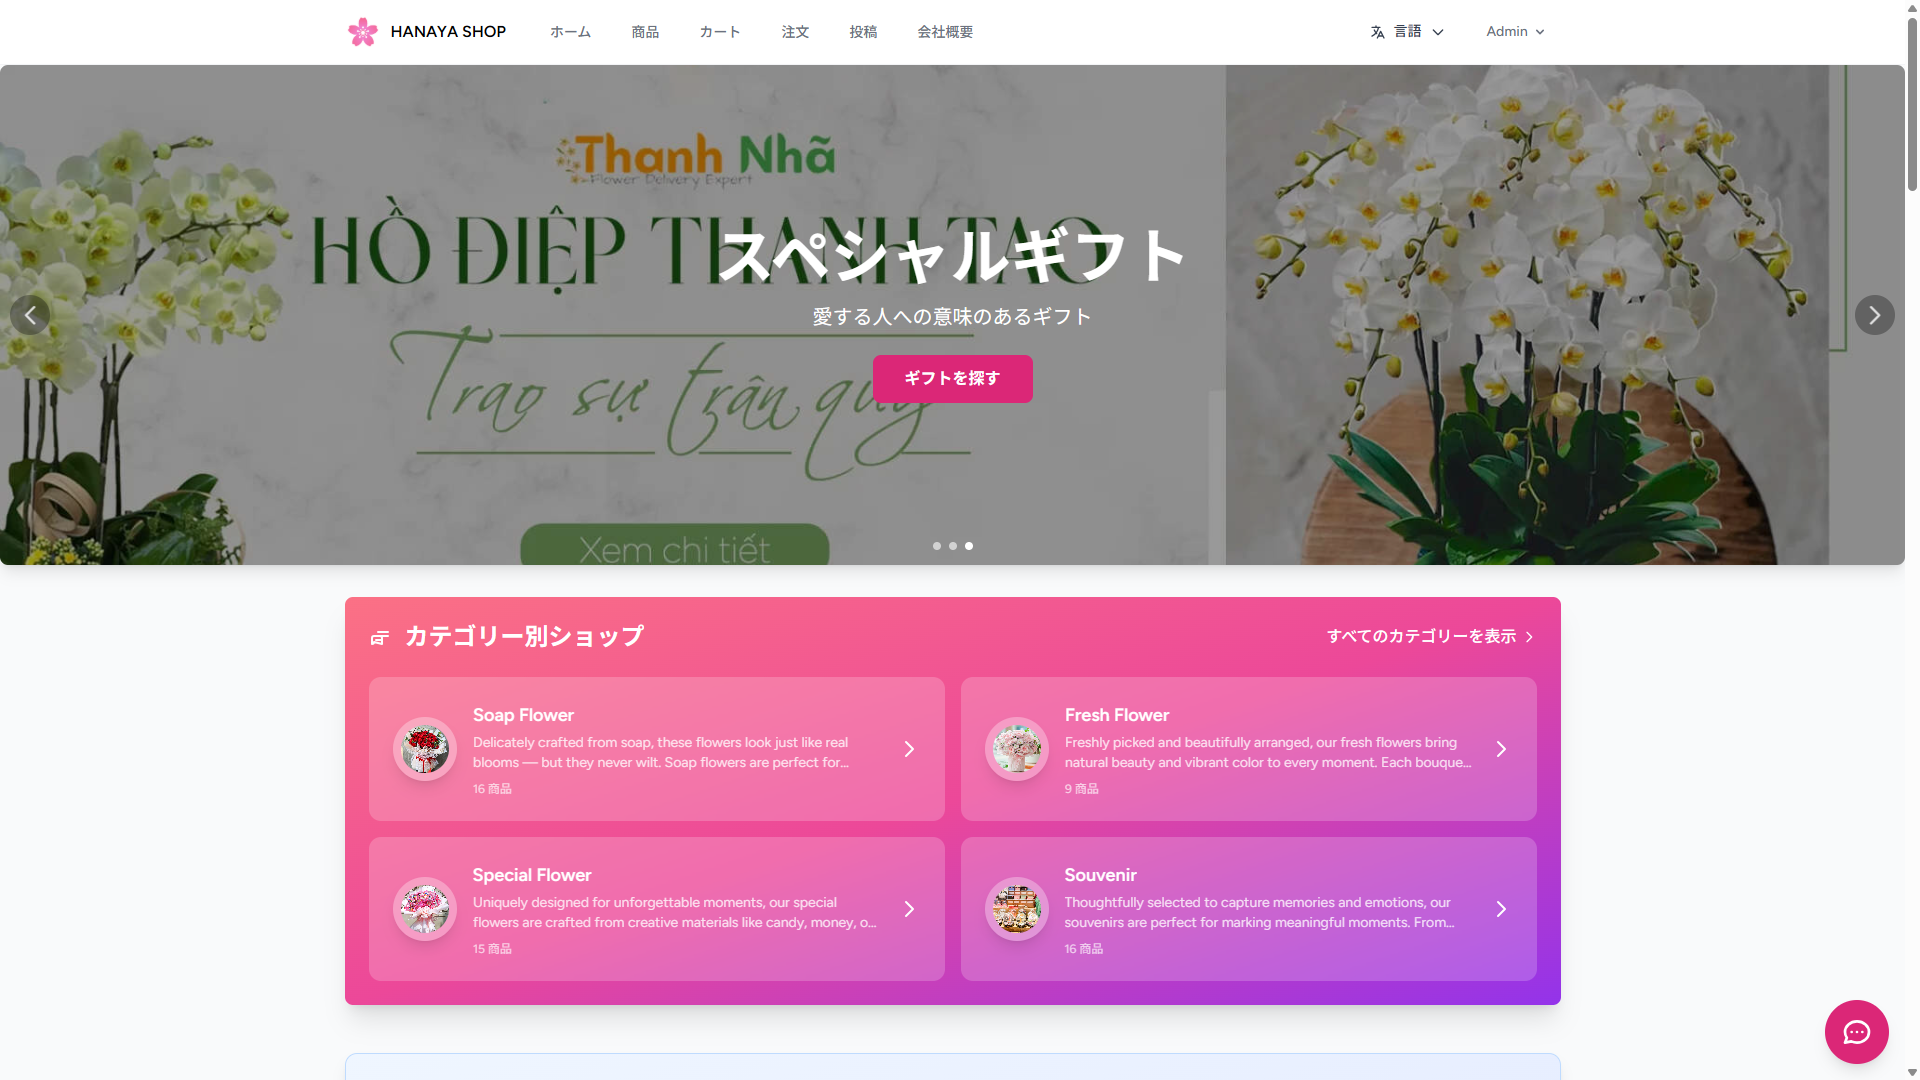 HANAYA SHOP
ホーム
商品
カート
注文
投稿
会社概要
言語
Admin
Thanh Nhã
Flower Delivery Expert
HỒ ĐIỆP THANH TAO
スペシャルギフト
愛する人への意味のあるギフト
ギフトを探す
Trao sự trân quý
Xem chi tiết
カテゴリー別ショップ
すべてのカテゴリーを表示
Soap Flower
Delicately crafted from soap, these flowers look just like real
blooms — but they never wilt. Soap flowers are perfect for...
16 商品
Fresh Flower
Freshly picked and beautifully arranged, our fresh flowers bring
natural beauty and vibrant color to every moment. Each bouque...
9 商品
Special Flower
Uniquely designed for unforgettable moments, our special
flowers are crafted from creative materials like candy, money, o...
15 商品
Souvenir
Thoughtfully selected to capture memories and emotions, our
souvenirs are perfect for marking meaningful moments. From...
16 商品